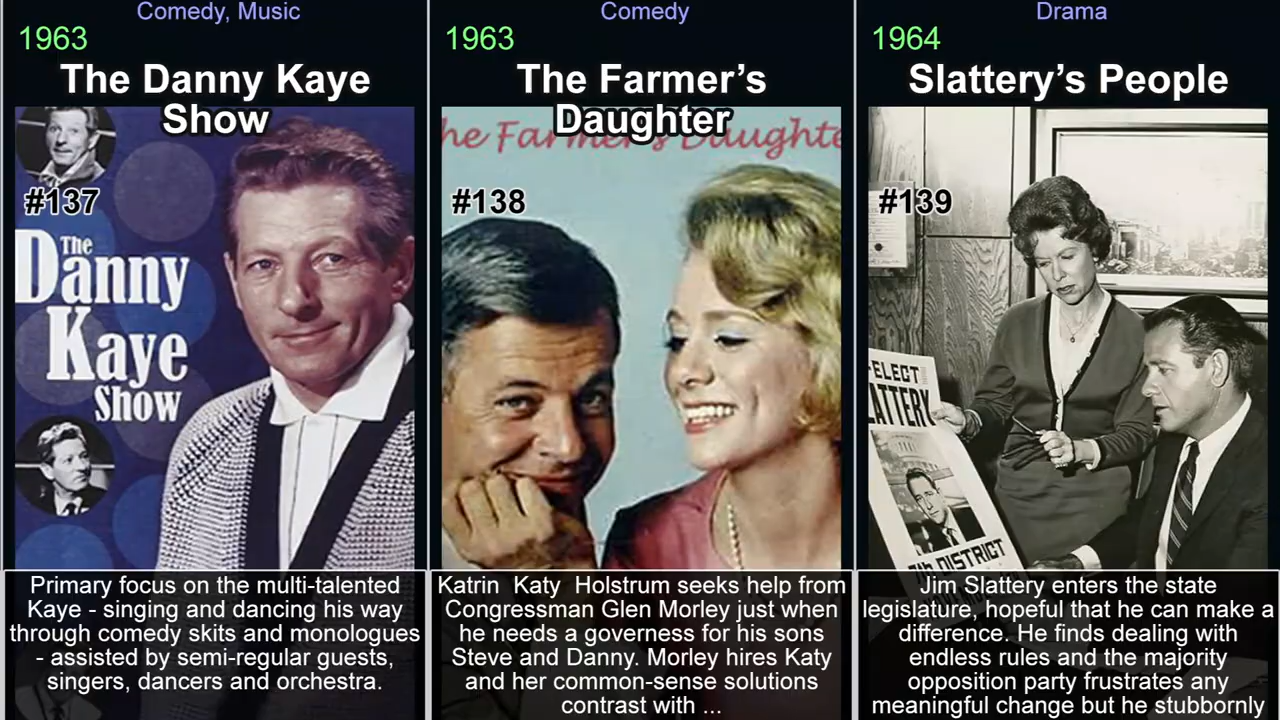 Comedy, Music
1963
The Danny Kaye
Show
#137
The
Danny
Kaye
Show
Primary focus on the multi-talented
Kaye - singing and dancing his way
through comedy skits and monologues
- assisted by semi-regular guests,
singers, dancers and orchestra.
Comedy
1963
The Farmer’s
Daughter
he Farmer's Daughte
#138
Katrin  Katy  Holstrum seeks help from
Congressman Glen Morley just when
he needs a governess for his sons
Steve and Danny. Morley hires Katy
and her common-sense solutions
contrast with ...
Drama
1964
Slattery’s People
#139
ELECT
LATTERY
7th DISTRICT
Jim Slattery enters the state
legislature, hopeful that he can make a
difference. He finds dealing with
endless rules and the majority
opposition party frustrates any
meaningful change but he stubbornly